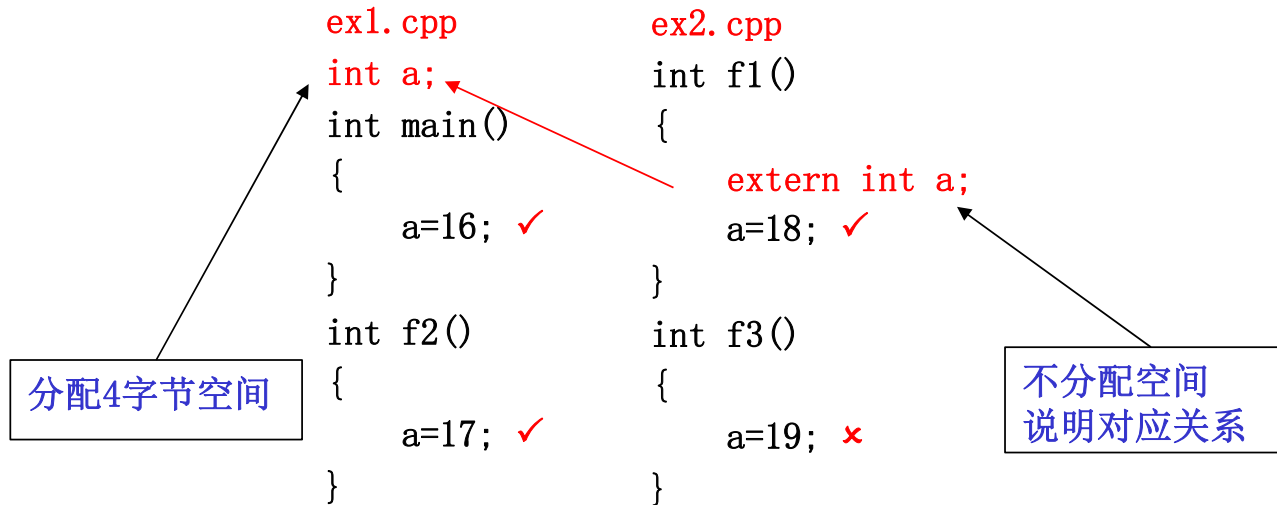 ex1.cpp
int a;
int main()
{
a=16; ✓
}
int f2()
{
a=17; ✓
}
ex2.cpp
int f1()
{
extern int a;
a=18; ✓
}
int f3()
{
a=19; ×
}
分配4字节空间
不分配空间
说明对应关系